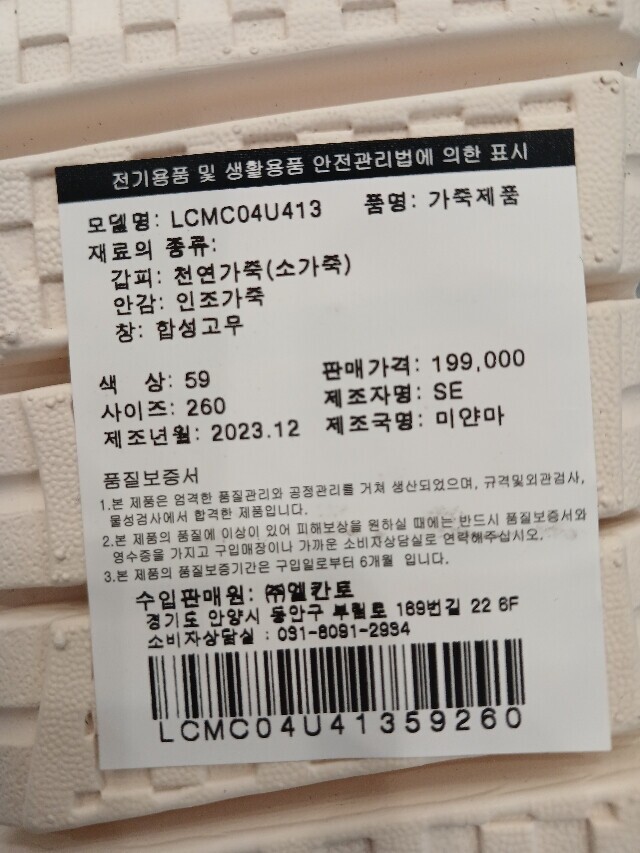 전기용품 및 생활용품 안전관리법에 의한 표시
모델명: LCMC04U413 품명: 가죽제품
재료의 종류:
갑피: 천연가죽(소가죽)
안감: 인조가죽
창: 합성고무
색 상: 59 판매가격: 199,000
사이즈: 260 제조자명: SE
제조년월: 2023.12 제조국명: 미얀마
품질보증서
1.본 제품은 엄격한 품질관리와 공정관리를 거쳐 생산되었으며, 규격및외관검사,
물성검사에서 합격한 제품입니다.
2.본 제품의 품질에 이상이 있어 피해보상을 원하실 때에는 반드시 품질보증서와
영수증을 가지고 구입매장이나 가까운 소비자상담실로 연락해주십시오.
3.본 제품의 품질보증기간은 구입일로부터 6개월 입니다.
수입판매원: ㈜엘칸토
경기도 안양시 동안구 부림로 169번길 22 6F
소비자상담실 : 031-8091-2934
LCMC04U41359260